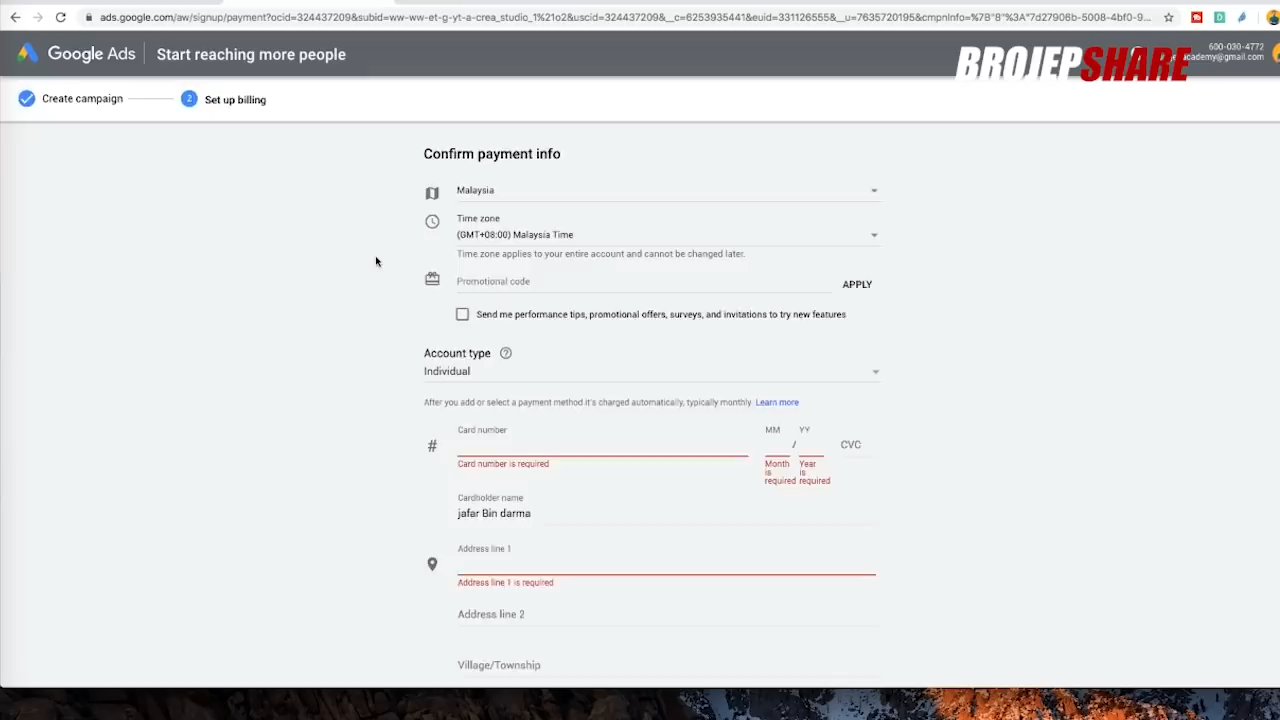 ads.google.com/aw/signup/payment?ocid=324437209&subid=ww-ww-et-g-yt-a-crea_studio_1%21o2&uscid=324437209&__c=6253935441&euid=331126555&__u=7635720195&cmpnInfo=%7B"8"%3A"7d27906b-5008-4bf0-9...
Google Ads
Start reaching more people
BROJEPSHARE
600-030-4772
academy@gmail.com
Create campaign
2
Set up billing
Confirm payment info
Malaysia
Time zone
(GMT+08:00) Malaysia Time
Time zone applies to your entire account and cannot be changed later.
Promotional code
APPLY
Send me performance tips, promotional offers, surveys, and invitations to try new features
Account type ?
Individual
After you add or select a payment method it's charged automatically, typically monthly Learn more
Card number
MM
YY
#
/
CVC
Card number is required
Month is required
Year is required
Cardholder name
jafar Bin darma
Address line 1
Address line 1 is required
Address line 2
Village/Township